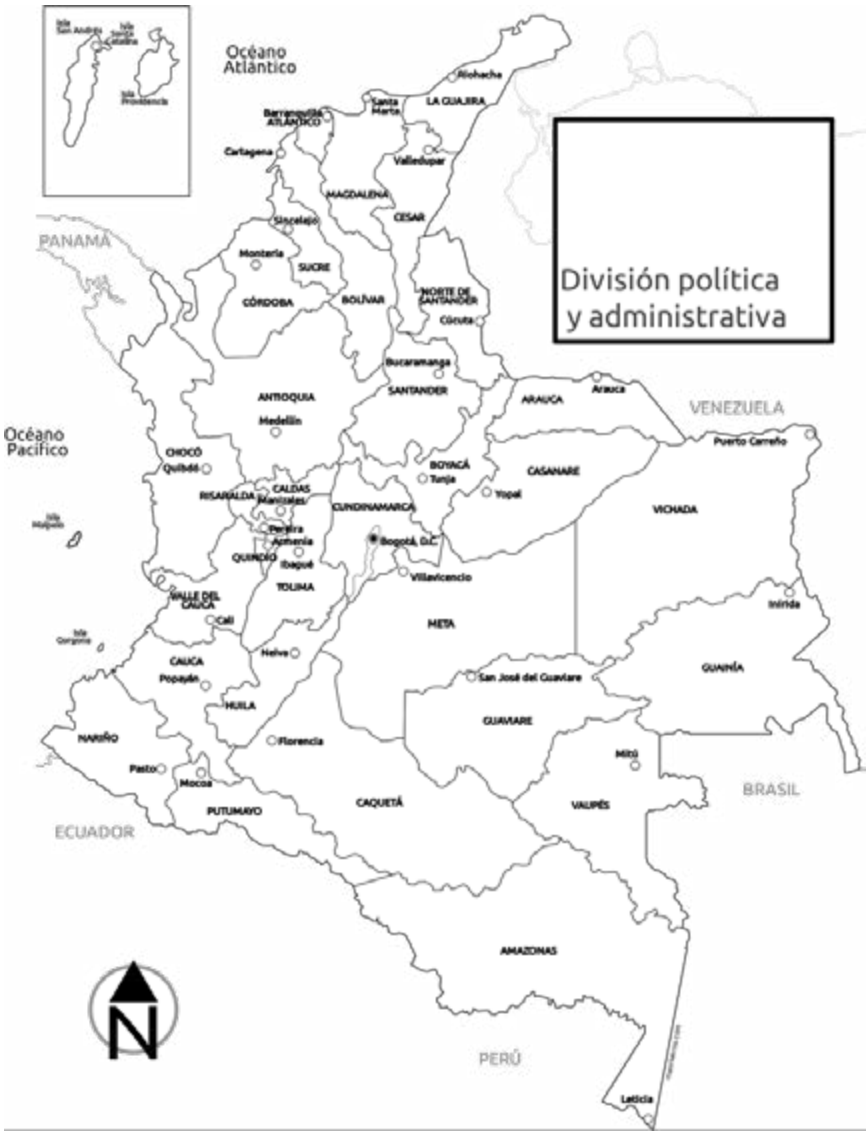 Isla
San Andrés
Isla
Santa
Catalina
Isla
Providencia
Océano
Atlántico
Riohacha
LA GUAJIRA
Santa
Marta
Barranquilla
ATLÁNTICO
Cartagena
Valledupar
MAGDALENA
CESAR
Sincelejo
PANAMÁ
Montería
SUCRE
CÓRDOBA
BOLÍVAR
NORTE DE
SANTANDER
Cúcuta
División política
y administrativa
Bucaramanga
SANTANDER
ANTIOQUIA
Medellín
ARAUCA
Arauca
VENEZUELA
Puerto Carreño
Océano
Pacífico
CHOCÓ
Quibdó
BOYACÁ
Tunja
CASANARE
Yopal
RISARALDA
CALDAS
Manizales
CUNDINAMARCA
VICHADA
Isla
Malpelo
Pereira
Armenia
Bogotá, D.C.
QUINDÍO
Ibagué
TOLIMA
Villavicencio
VALLE DEL
CAUCA
Cali
META
Inírida
Isla
Gorgona
CAUCA
Popayán
Neiva
GUAINÍA
San José del Guaviare
HUILA
GUAVIARE
NARIÑO
Florencia
Pasto
Mocoa
Mitú
PUTUMAYO
CAQUETÁ
VAUPÉS
BRASIL
ECUADOR
AMAZONAS
N
PERÚ
Leticia